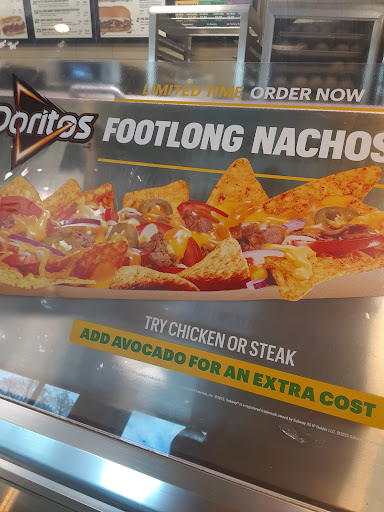 LIMITED TIME ORDER NOW
Doritos FOOTLONG NACHOS
TRY CHICKEN OR STEAK
ADD AVOCADO FOR AN EXTRA COST